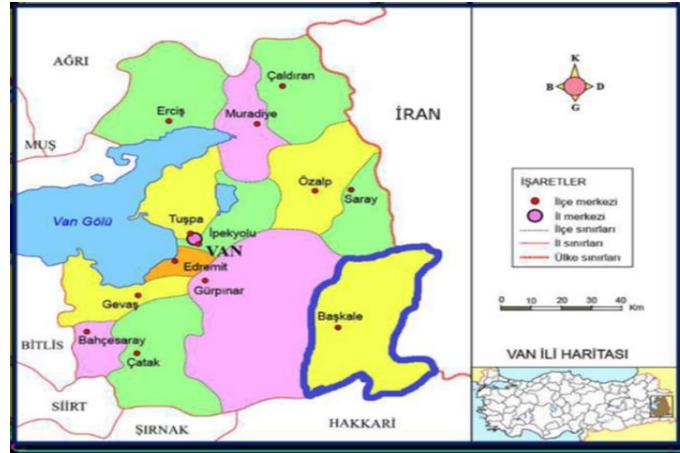 AĞRI
Çaldıran
Erciş
Muradiye
İRAN
MUŞ
Özalp
Saray
Van Gölü
Tuşpa
İpekyolu
VAN
Edremit
Gürpınar
Gevaş
Başkale
Bahçesaray
BİTLİS
Çatak
SİİRT
ŞIRNAK
HAKKARİ
K
B D
G
İŞARETLER
İlçe merkezi
İl merkezi
İlçe sınırları
İl sınırları
Ülke sınırları
0 10 20 30 40 Km
VAN İLİ HARİTASI